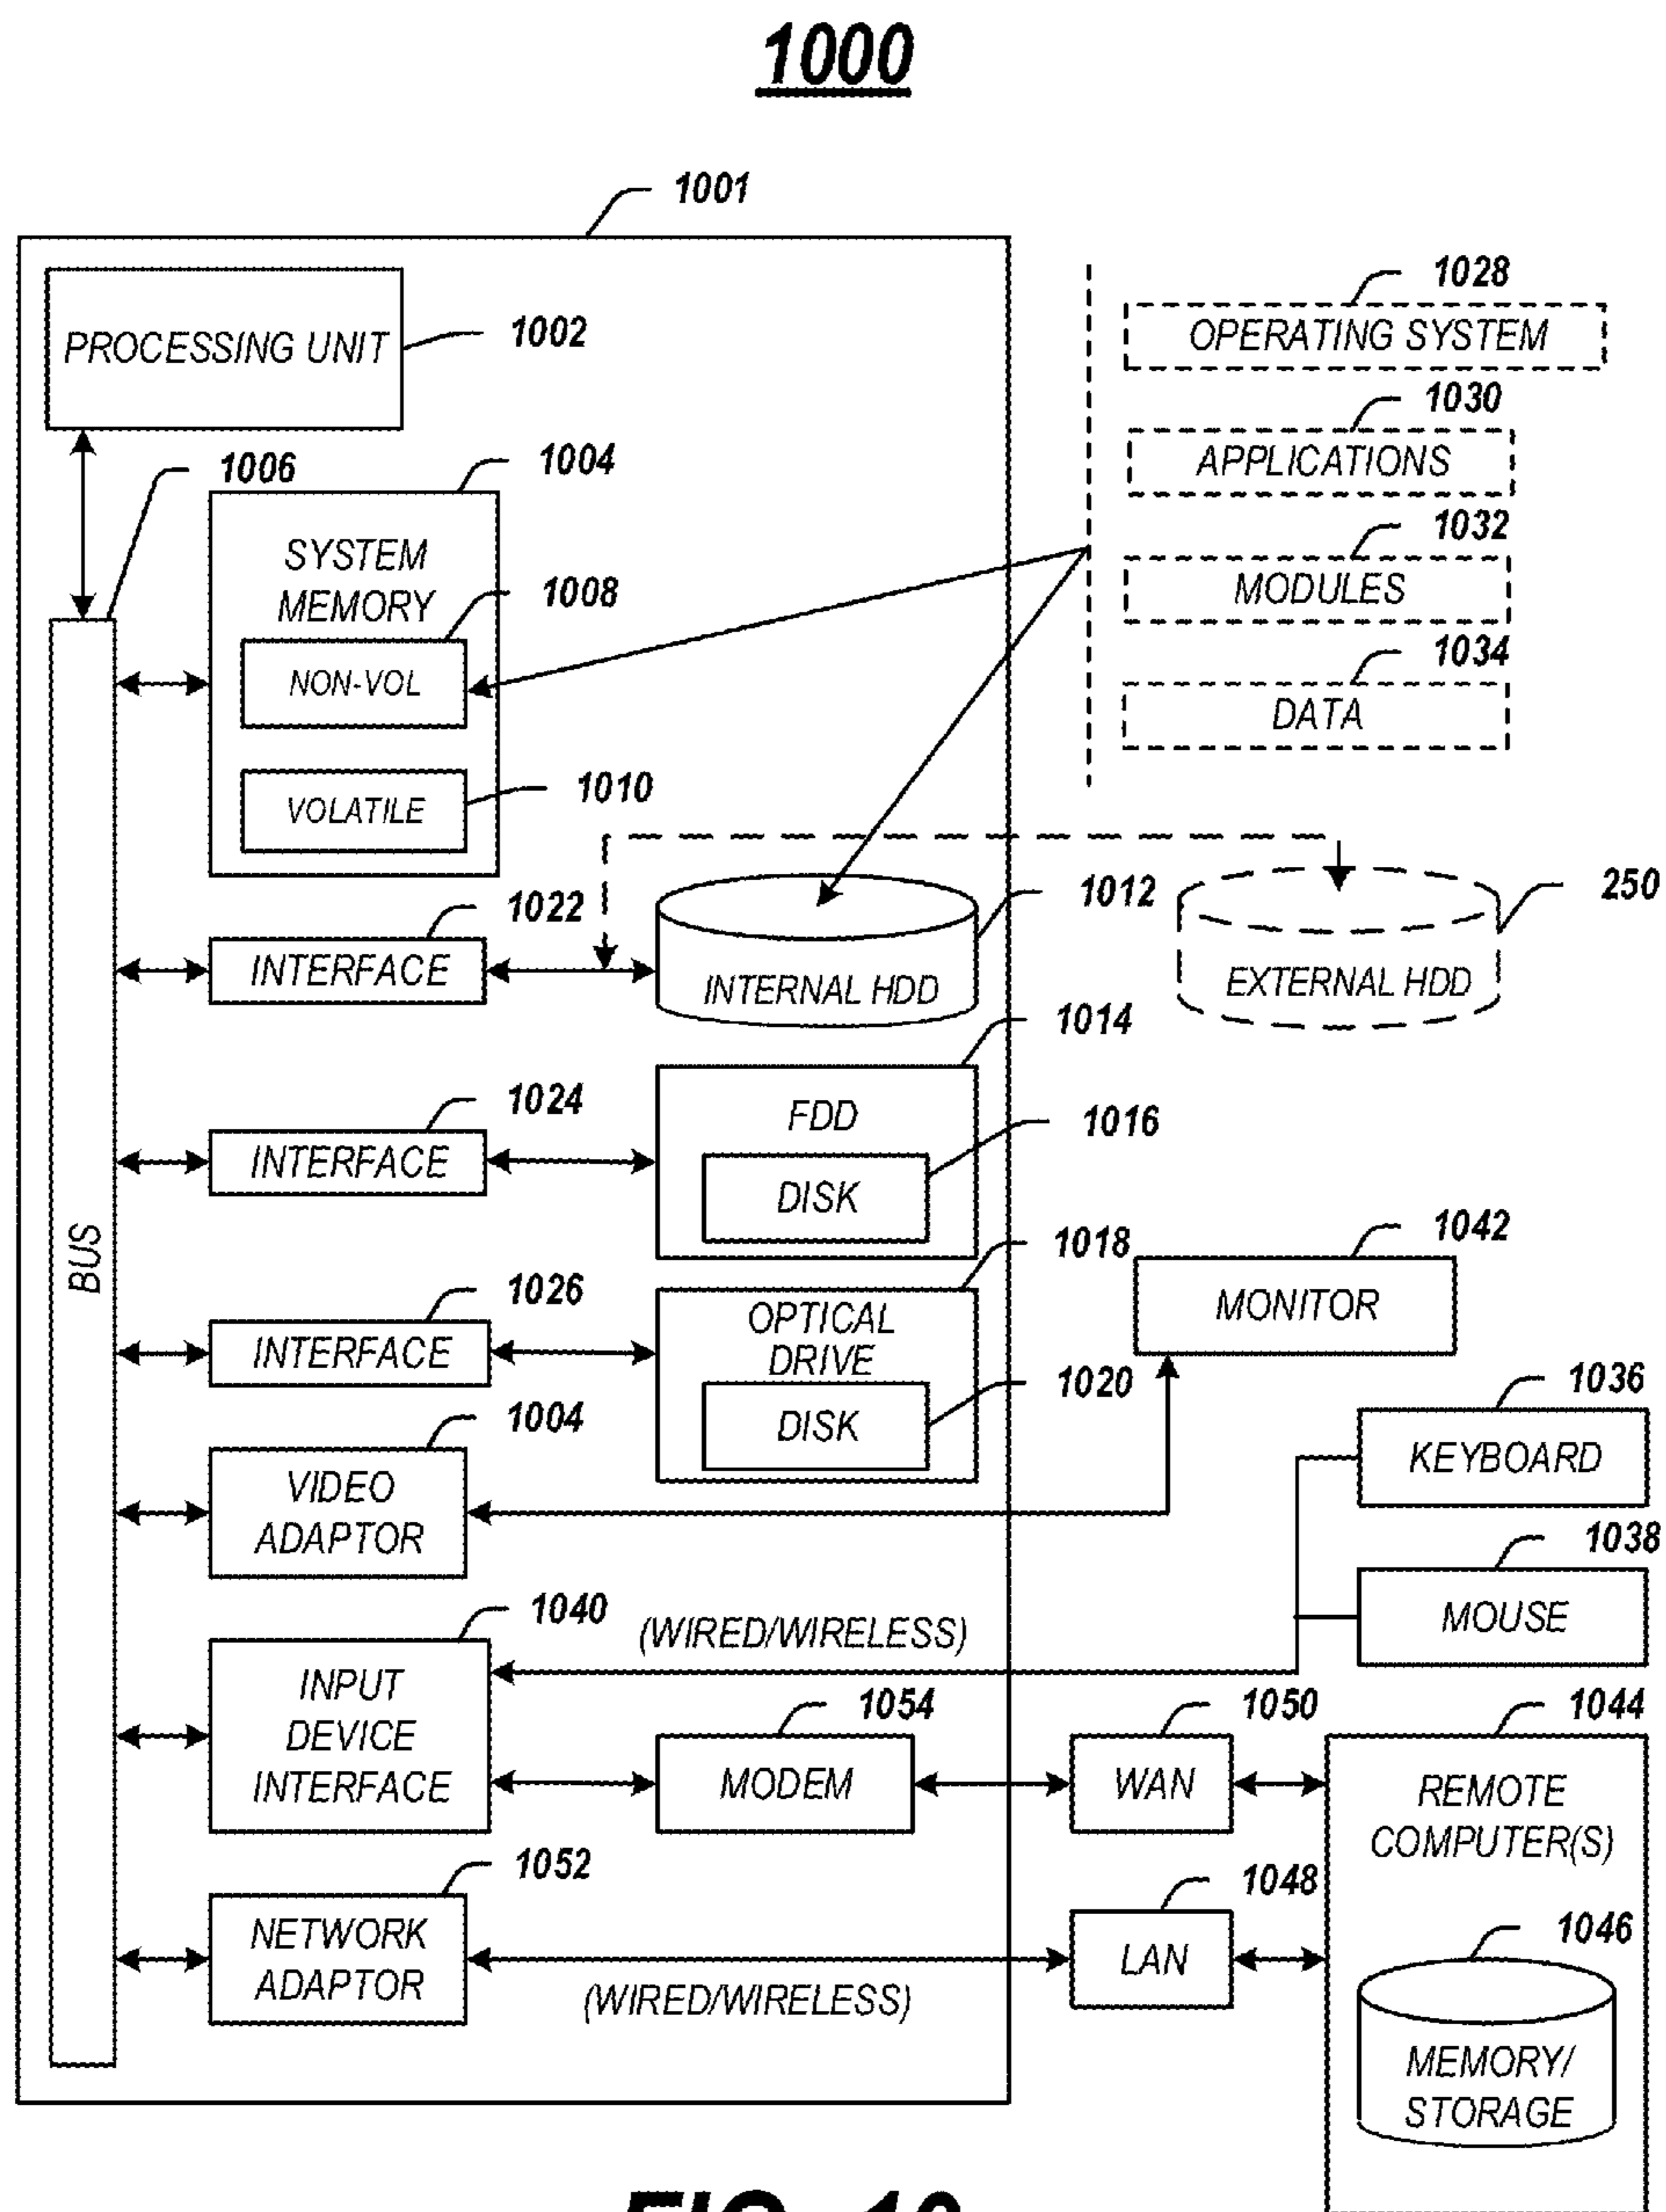 1000
1001
PROCESSING UNIT
1002
1028
OPERATING SYSTEM
1030
APPLICATIONS
1032
MODULES
1034
DATA
1006
1004
SYSTEM
MEMORY
1008
NON-VOL
1010
VOLATILE
BUS
1022
INTERFACE
1012
INTERNAL HDD
250
EXTERNAL HDD
1024
INTERFACE
1014
FDD
1016
DISK
1026
INTERFACE
1018
OPTICAL
DRIVE
1020
DISK
1042
MONITOR
1004
VIDEO
ADAPTOR
1036
KEYBOARD
1038
MOUSE
1040
INPUT
DEVICE
INTERFACE
(WIRED/WIRELESS)
1054
MODEM
1050
WAN
1044
REMOTE
COMPUTER(S)
1052
NETWORK
ADAPTOR
(WIRED/WIRELESS)
1048
LAN
1046
MEMORY/
STORAGE